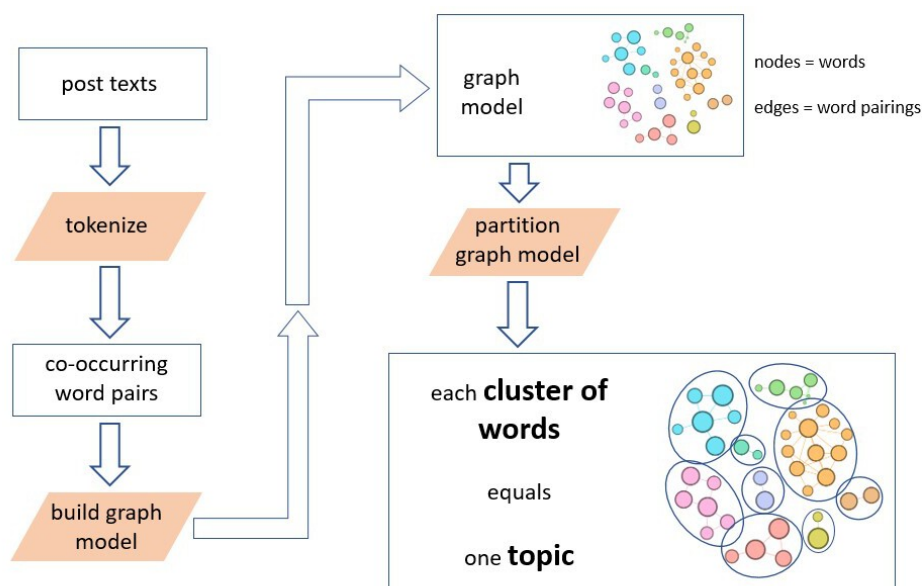 post texts
tokenize
co-occurring
word pairs
build graph
model
graph
model
nodes = words
edges = word pairings
partition
graph model
each cluster of
words
equals
one topic